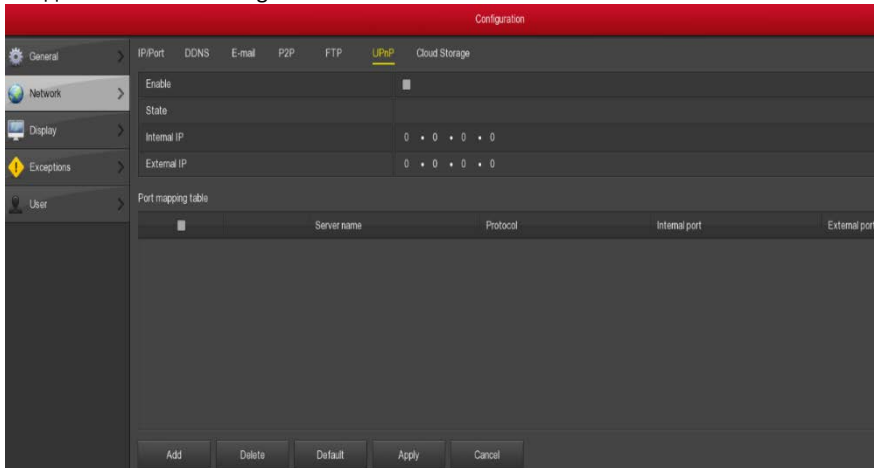 Configuration
General
Network
Display
Exceptions
User
IP/Port DDNS E-mail P2P FTP UPnP Cloud Storage
Enable
State
Internal IP 0 • 0 • 0 • 0
External IP 0 • 0 • 0 • 0
Port mapping table
Server name Protocol Internal port External port
Add Delete Default Apply Cancel